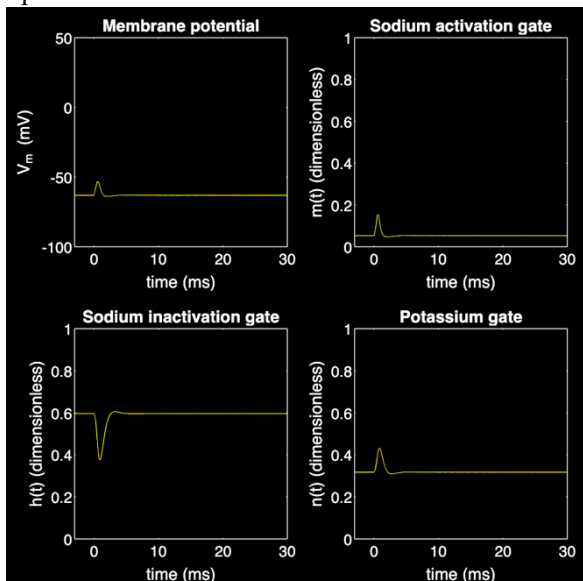 Membrane potential
50
0
-50
-100
V_m (mV)
0 10 20 30
time (ms)
Sodium activation gate
1
0.8
0.6
0.4
0.2
0
m(t) (dimensionless)
0 10 20 30
time (ms)
Sodium inactivation gate
1
0.8
0.6
0.4
0.2
0
h(t) (dimensionless)
0 10 20 30
time (ms)
Potassium gate
1
0.8
0.6
0.4
0.2
0
n(t) (dimensionless)
0 10 20 30
time (ms)